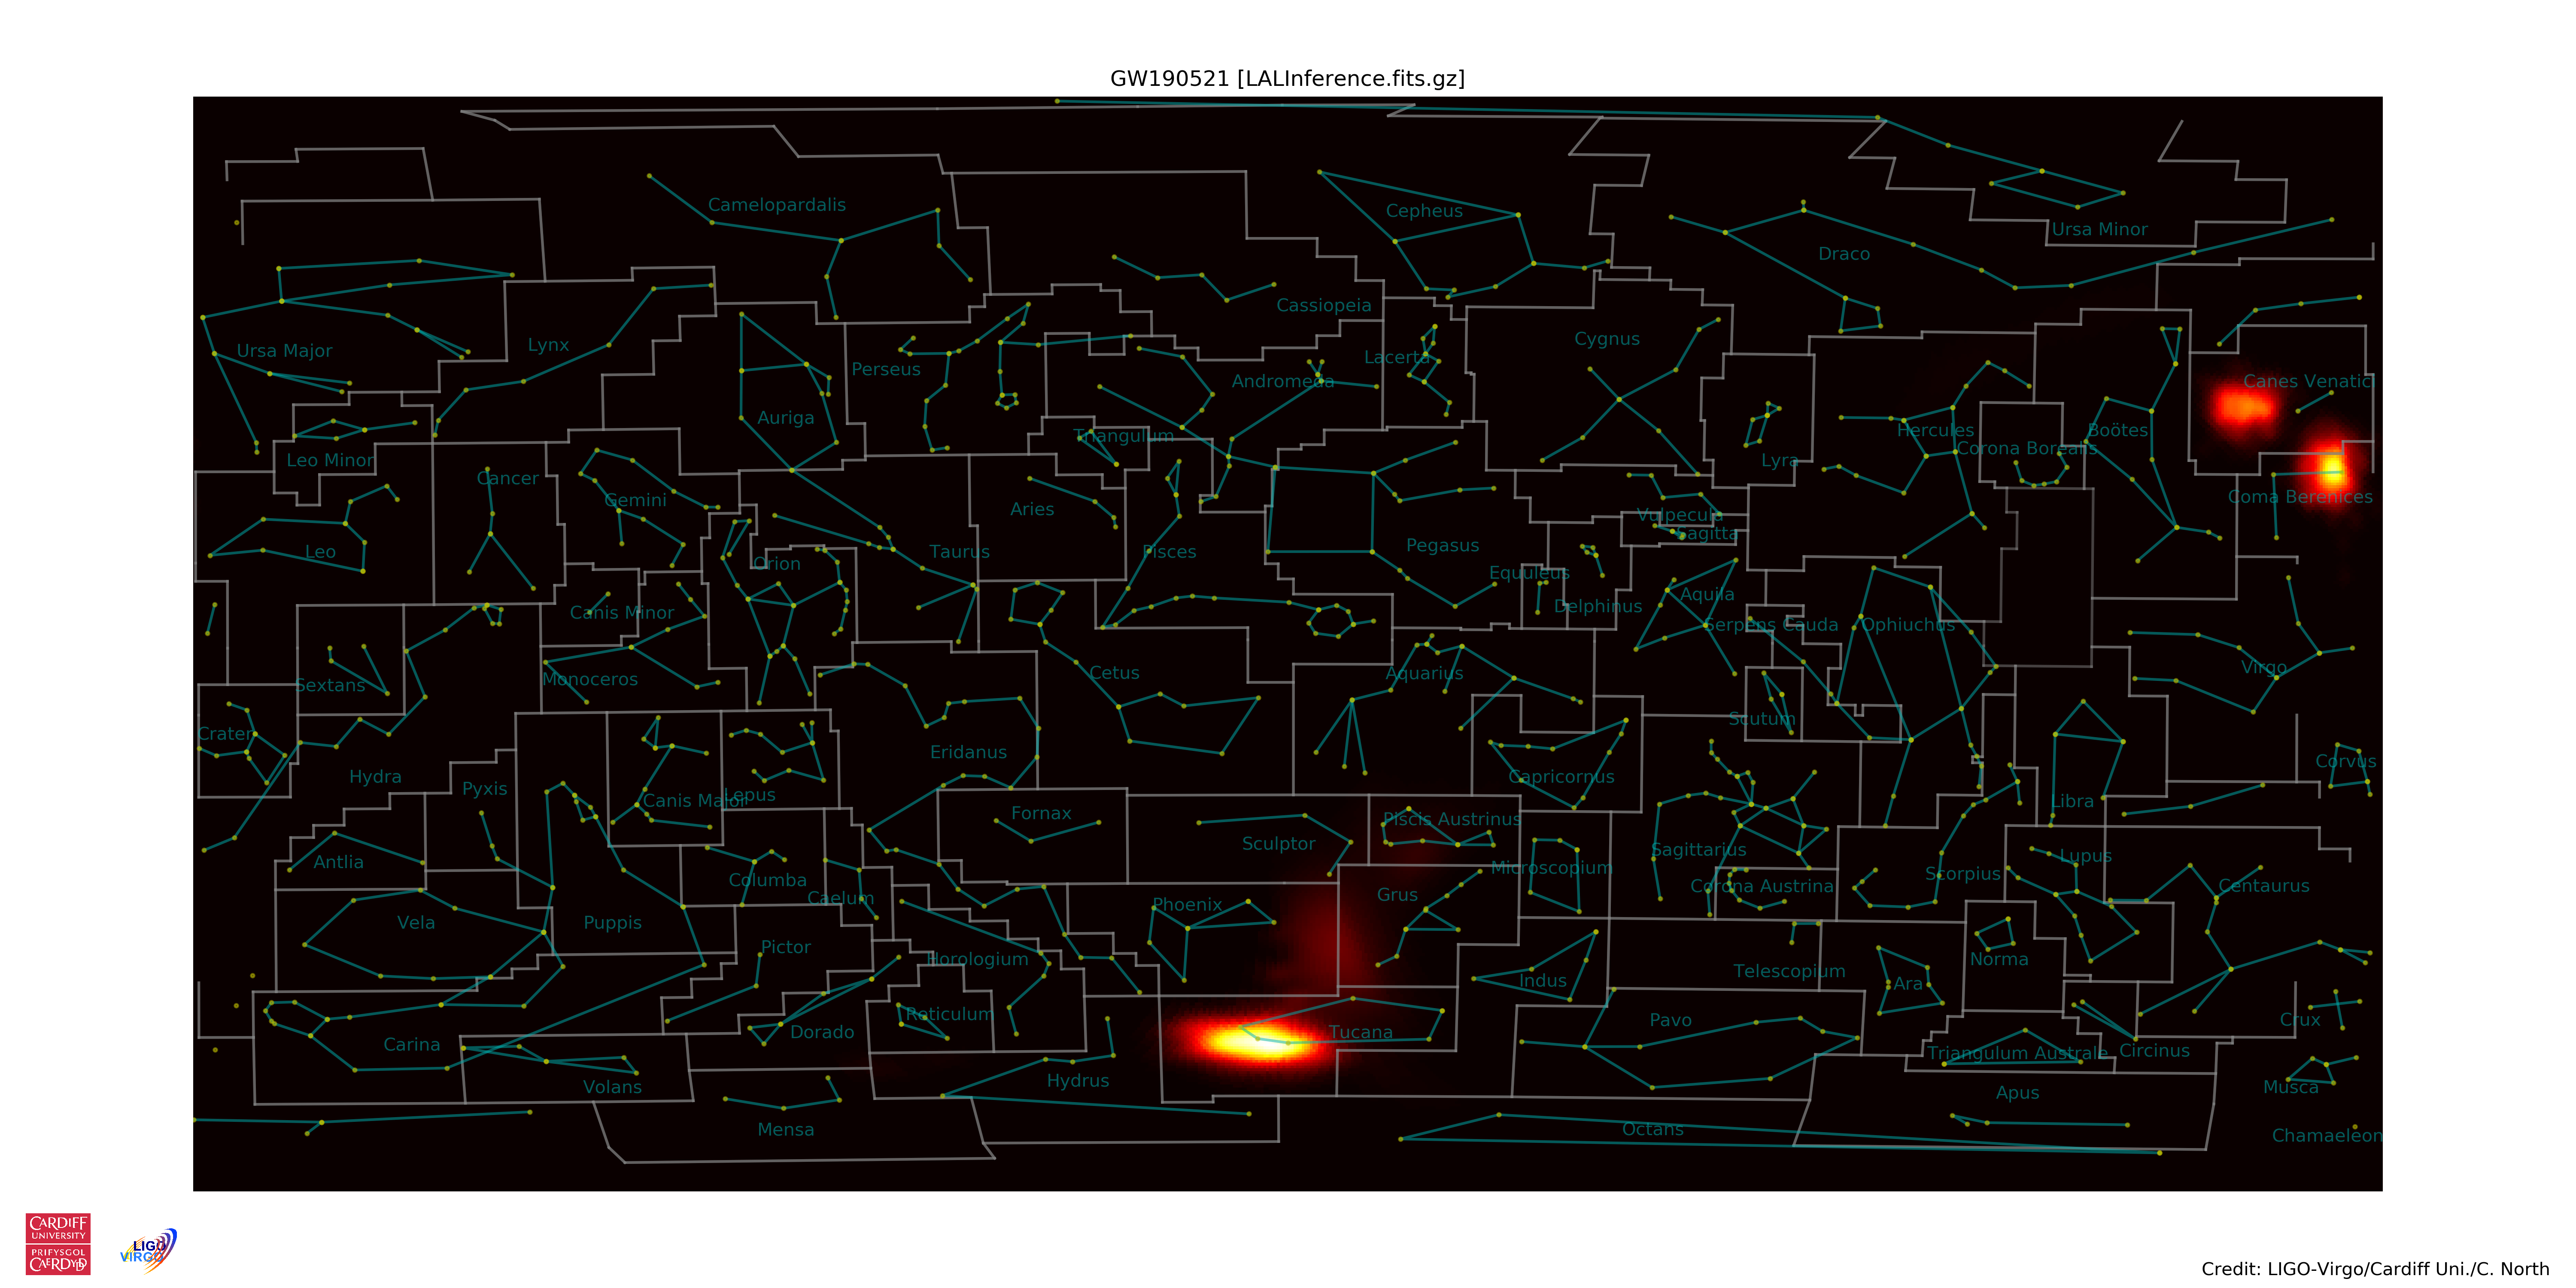 GW190521 [LALInference.fits.gz]
Camelopardalis
Cepheus
Ursa Minor
Draco
Cassiopeia
Cygnus
Ursa Major
Lynx
Lacerta
Perseus
Andromeda
Canes Venatici
Auriga
Triangulum
Hercules
Boötes
Corona Borealis
Leo Minor
Lyra
Cancer
Gemini
Coma Berenices
Aries
Vulpecula
Sagitta
Leo
Taurus
Pisces
Pegasus
Orion
Equuleus
Aquila
Delphinus
Canis Minor
Serpens Cauda
Ophiuchus
Virgo
Cetus
Aquarius
Monoceros
Sextans
Scutum
Crater
Eridanus
Corvus
Hydra
Capricornus
Pyxis
Lepus
Canis Major
Libra
Fornax
Piscis Austrinus
Sculptor
Sagittarius
Lupus
Antlia
Microscopium
Scorpius
Columba
Corona Austrina
Centaurus
Caelum
Grus
Phoenix
Vela
Puppis
Pictor
Horologium
Norma
Telescopium
Indus
Ara
Reticulum
Pavo
Crux
Dorado
Tucana
Carina
Circinus
Triangulum Australe
Hydrus
Volans
Musca
Apus
Mensa
Octans
Chamaeleon
CARDIFF
UNIVERSITY
PRIFYSGOL
CAERDYDD
LIGO
VIRGO
Credit: LIGO-Virgo/Cardiff Uni./C. North